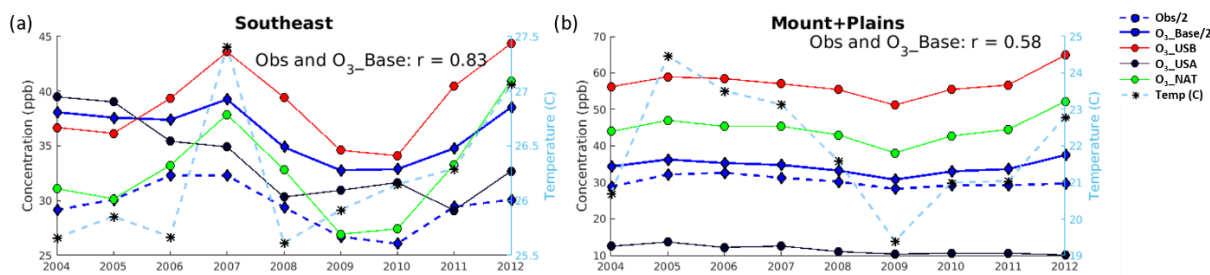 (a)
Southeast
Obs and O3_Base: r = 0.83
Concentration (ppb)
45
40
35
30
25
27.5
27
26.5
26
25.5
Temperature (C)
2004 2005 2006 2007 2008 2009 2010 2011 2012
(b)
Mount+Plains
Obs and O3_Base: r = 0.58
Concentration (ppb)
70
60
50
40
30
20
10
25
24
23
22
21
20
19
Temperature (C)
2004 2005 2006 2007 2008 2009 2010 2011 2012
Obs/2
O3_Base/2
O3_USB
O3_USA
O3_NAT
Temp (C)